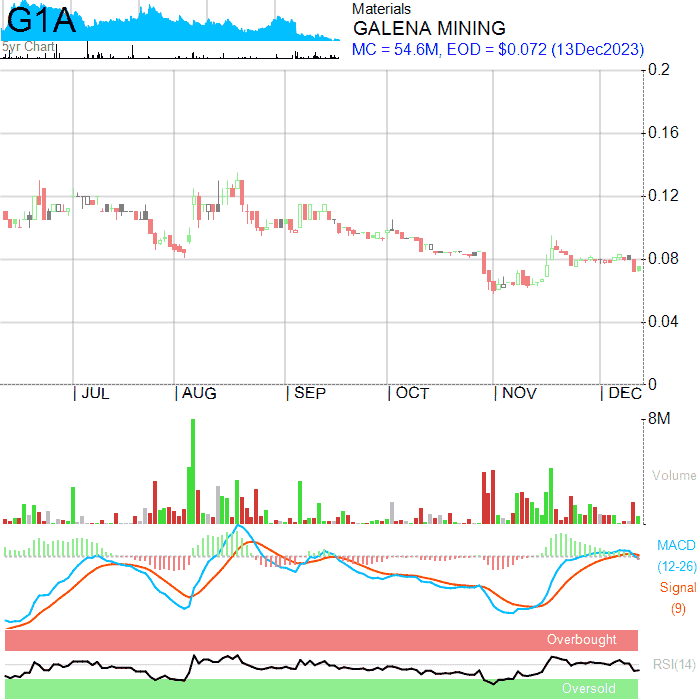 G1A
5yr Chart
Materials
GALENA MINING
MC = 54.6M, EOD = $0.072 (13Dec2023)
0.2
0.16
0.12
0.08
0.04
0
| JUL | AUG | SEP | OCT | NOV | DEC
8M
Volume
MACD
(12-26)
Signal
(9)
Overbought
RSI(14)
Oversold